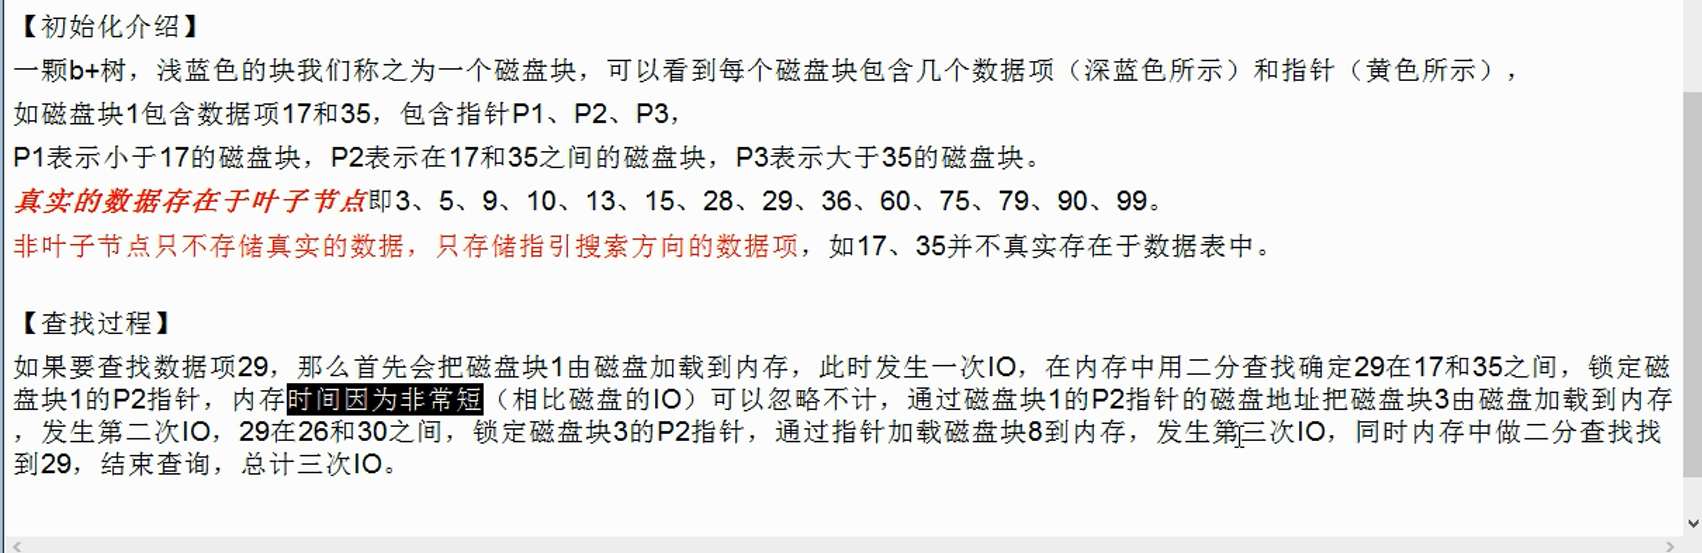 【初始化介绍】
一颗b+树，浅蓝色的块我们称之为一个磁盘块，可以看到每个磁盘块包含几个数据项（深蓝色所示）和指针（黄色所示），
如磁盘块1包含数据项17和35，包含指针P1、P2、P3，
P1表示小于17的磁盘块，P2表示在17和35之间的磁盘块，P3表示大于35的磁盘块。
真实的数据存在于叶子节点即3、5、9、10、13、15、28、29、36、60、75、79、90、99。
非叶子节点只不存储真实的数据，只存储指引搜索方向的数据项，如17、35并不真实存在于数据表中。
【查找过程】
如果要查找数据项29，那么首先会把磁盘块1由磁盘加载到内存，此时发生一次IO，在内存中用二分查找确定29在17和35之间，锁定磁
盘块1的P2指针，内存时间因为非常短（相比磁盘的IO）可以忽略不计，通过磁盘块1的P2指针的磁盘地址把磁盘块3由磁盘加载到内存
，发生第二次IO，29在26和30之间，锁定磁盘块3的P2指针，通过指针加载磁盘块8到内存，发生第三次IO，同时内存中做二分查找找
到29，结束查询，总计三次IO。